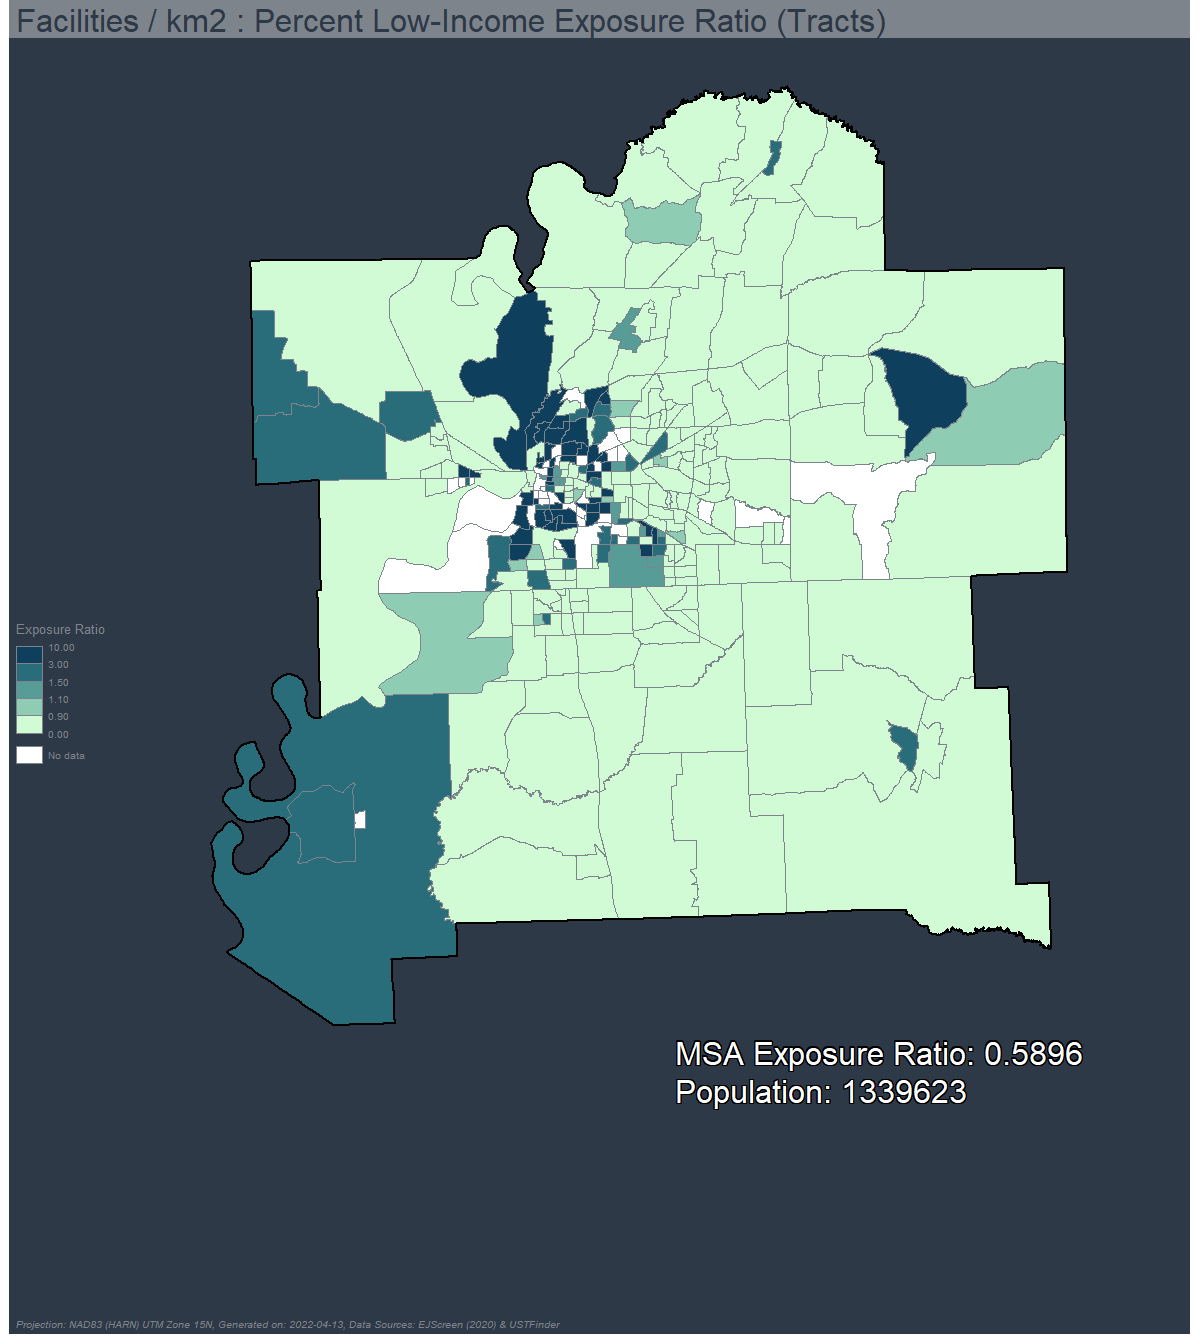 Facilities / km2 : Percent Low-Income Exposure Ratio (Tracts)
Exposure Ratio
10.00
3.00
1.50
1.10
0.90
0.00
No data
MSA Exposure Ratio: 0.5896
Population: 1339623
Projection: NAD83 (HARN) UTM Zone 15N, Generated on: 2022-04-13, Data Sources: EJScreen (2020) & USTFinder